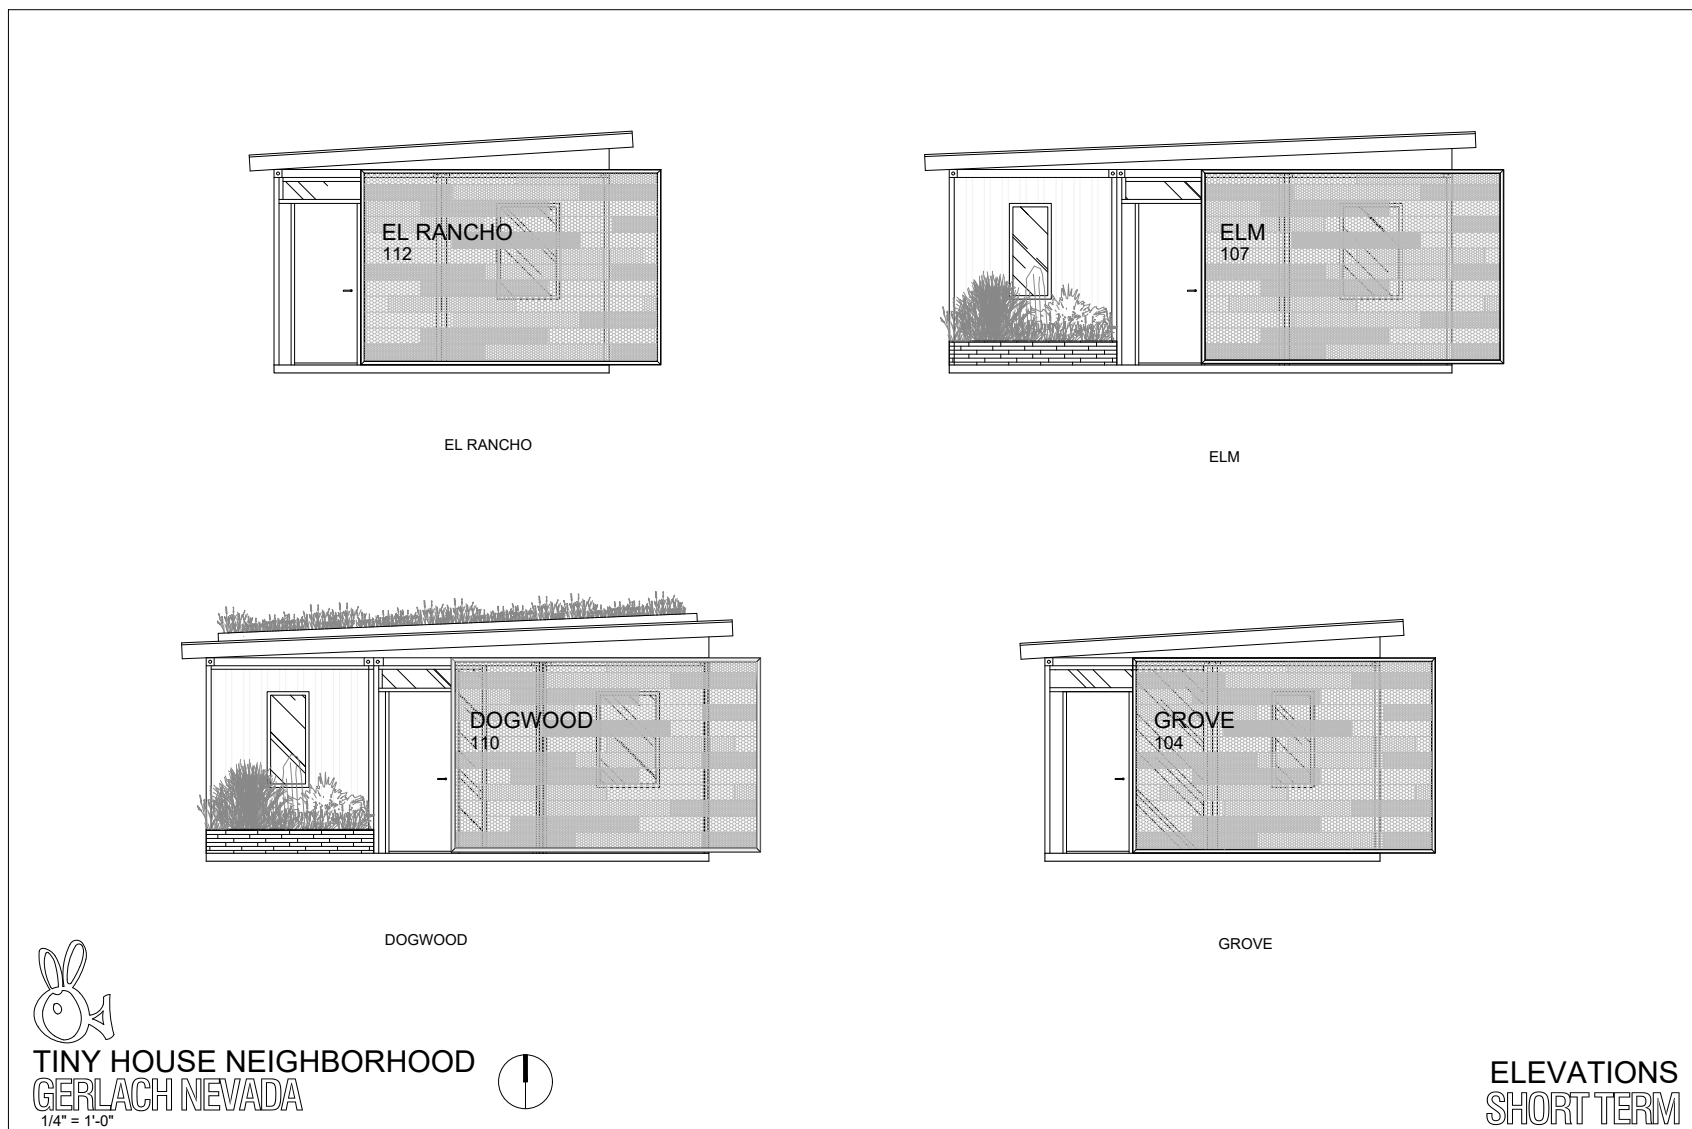 EL RANCHO
112
ELM
107
EL RANCHO
ELM
DOGWOOD
110
GROVE
104
DOGWOOD
GROVE
TINY HOUSE NEIGHBORHOOD
GERLACH NEVADA
1/4" = 1'-0"
ELEVATIONS
SHORT TERM